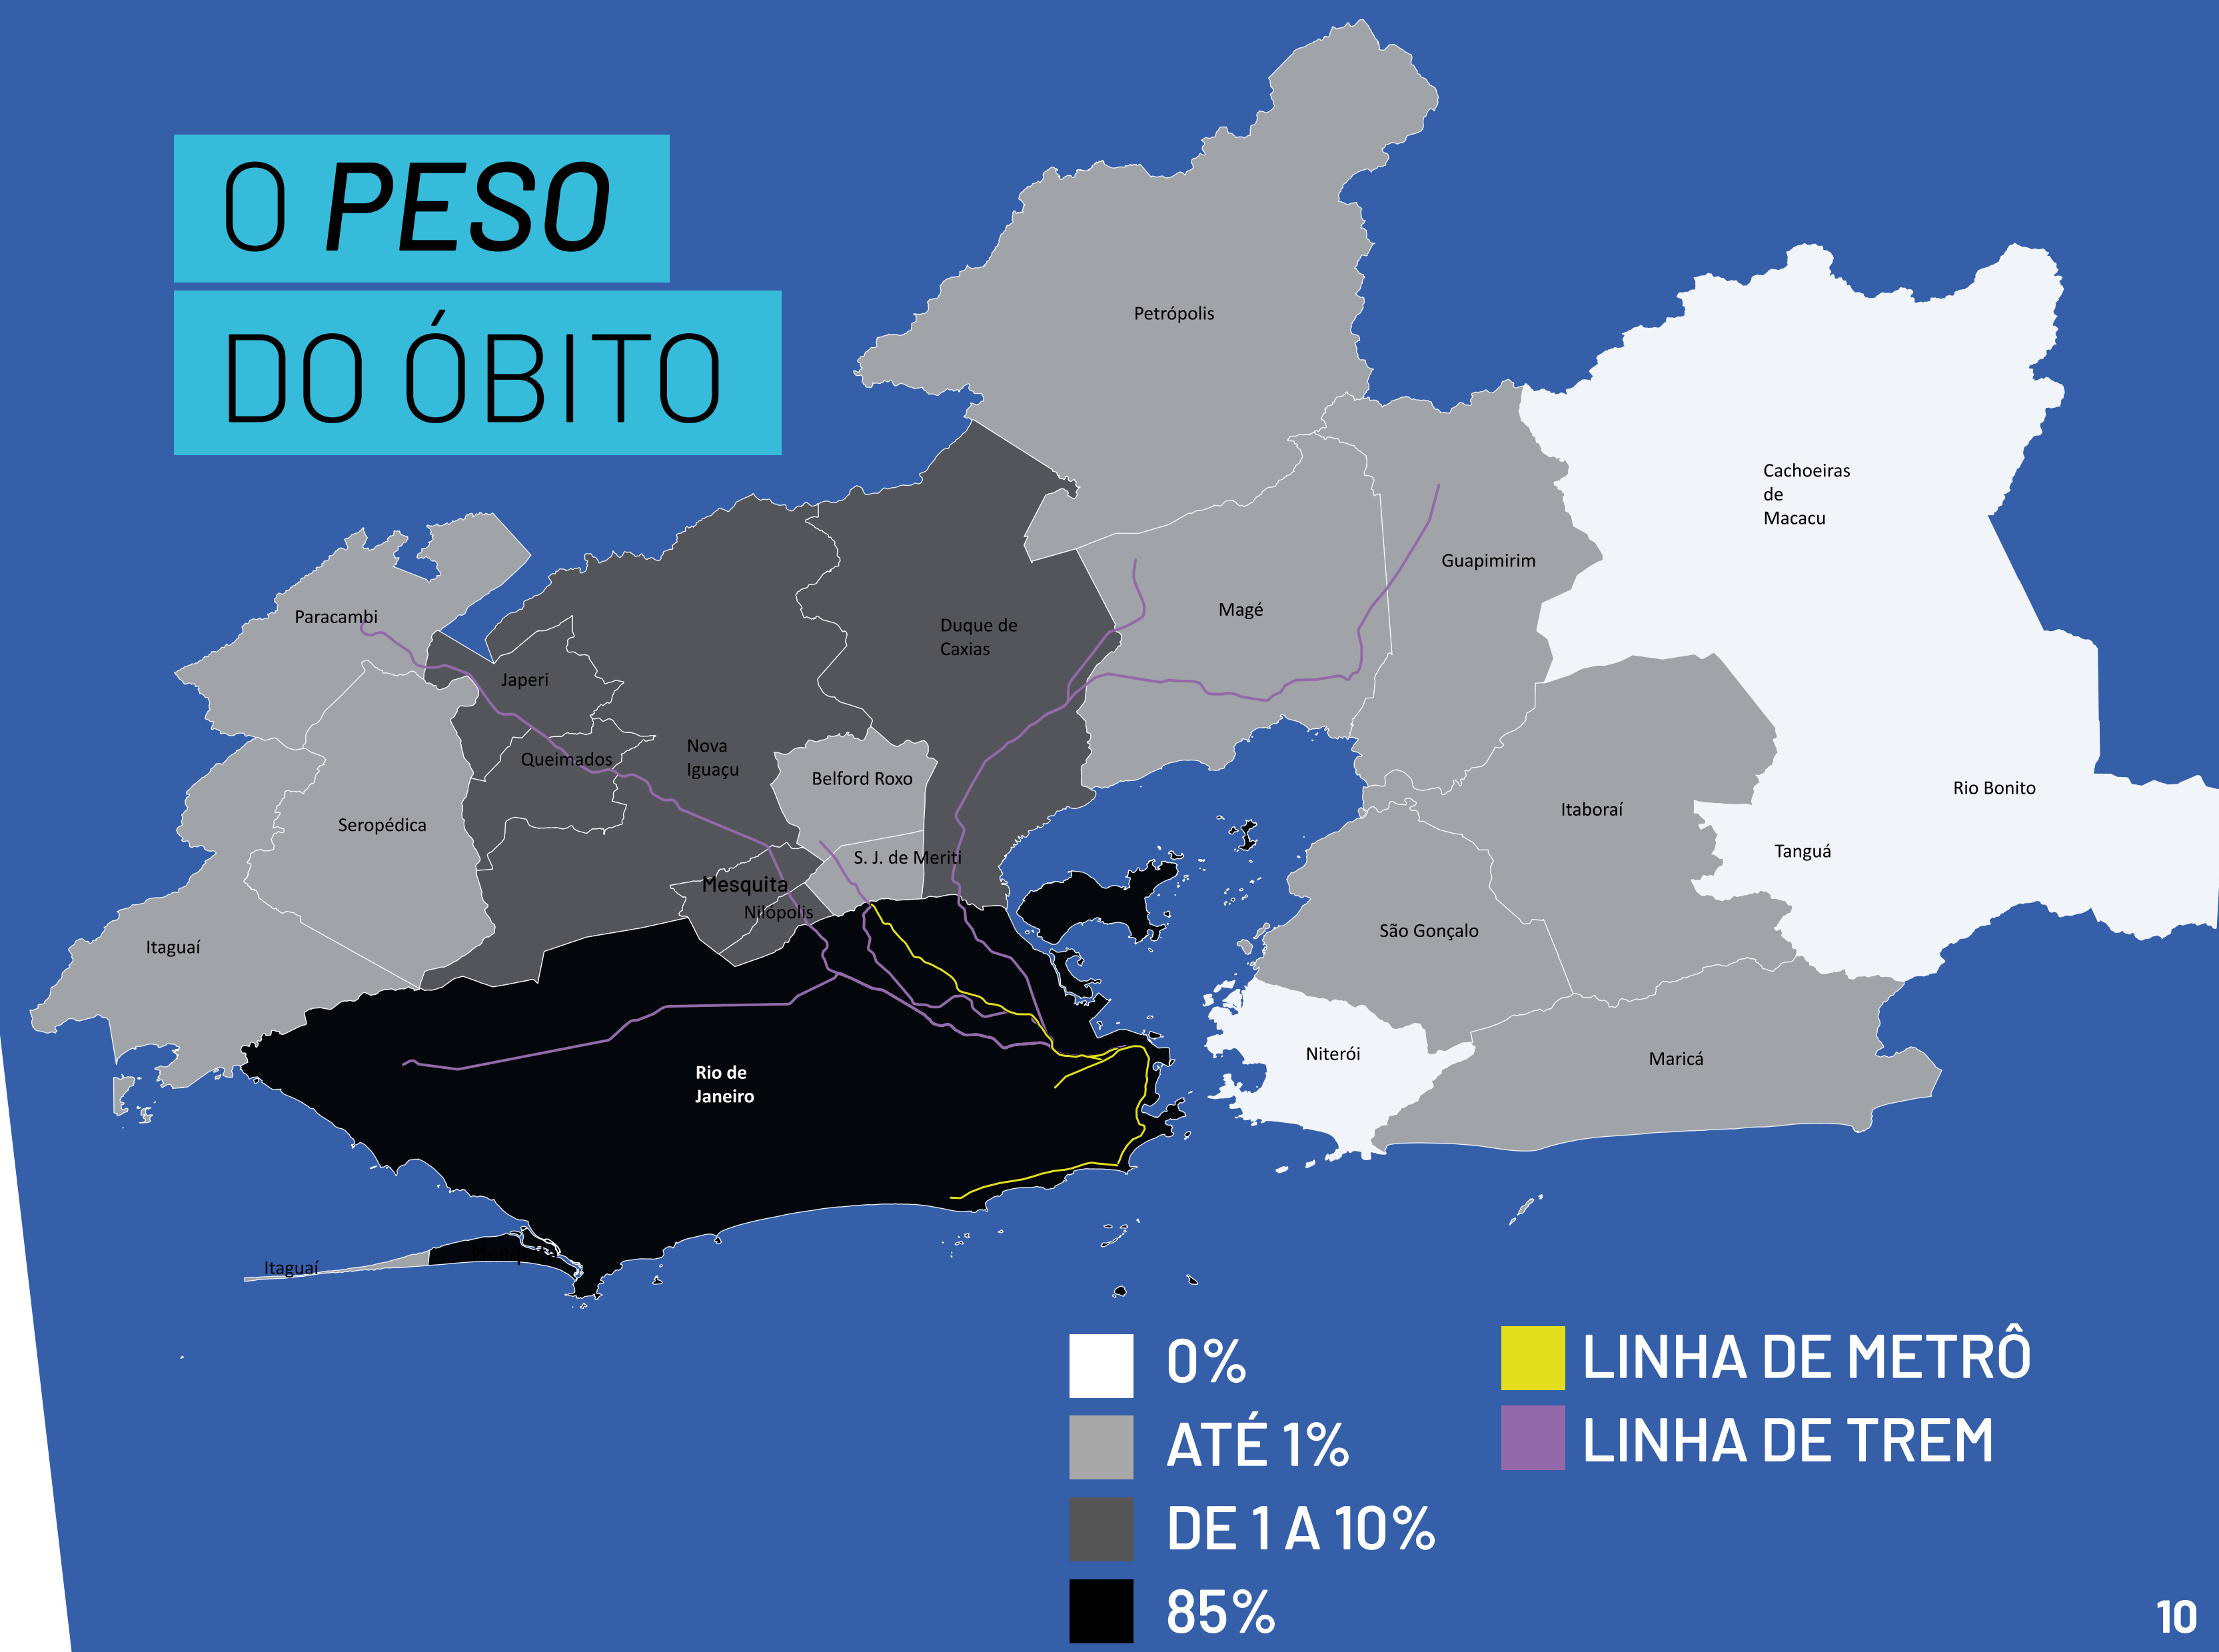 O PESO
DO ÓBITO
Petrópolis
Cachoeiras
de
Macacu
Guapimirim
Magé
Paracambi
Duque de
Caxias
Japeri
Queimados
Nova
Iguaçu
Belford Roxo
Rio Bonito
Itaboraí
Seropédica
Tanguá
S. J. de Meriti
Mesquita
Nilópolis
São Gonçalo
Itaguaí
Niterói
Maricá
Rio de
Janeiro
Itaguaí
0%
ATÉ 1%
DE 1 A 10%
85%
LINHA DE METRÔ
LINHA DE TREM
10